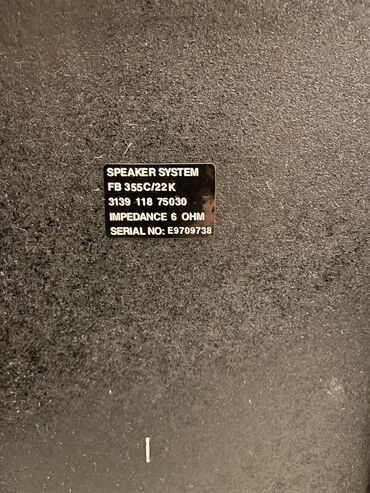 SPEAKER SYSTEM
FB 355C/22K
3139 118 75030
IMPEDANCE 6 OHM
SERIAL NO: E9709738